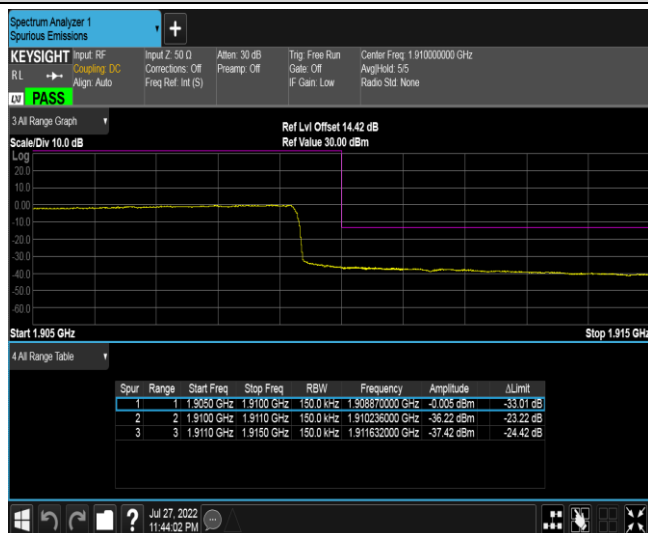 Spectrum Analyzer 1
Spurious Emissions
+
KEYSIGHT Input: RF Input Z: 50 Ω Atten: 30 dB Trig: Free Run Center Freq: 1.910000000 GHz
RL Coupling: DC Corrections: Off Preamp: Off Gate: Off Avg|Hold: 5/5
Align: Auto Freq Ref: Int (S) IF Gain: Low Radio Std: None
LXI PASS
3 All Range Graph
Ref Lvl Offset 14.42 dB
Scale/Div 10.0 dB Ref Value 30.00 dBm
Log
20.0
10.0
0.00
-10.0
-20.0
-30.0
-40.0
-50.0
-60.0
Start 1.905 GHz Stop 1.915 GHz
4 All Range Table
Spur Range Start Freq Stop Freq RBW Frequency Amplitude ΔLimit
1 1 1.9050 GHz 1.9100 GHz 150.0 kHz 1.908870000 GHz -0.005 dBm -33.01 dB
2 2 1.9100 GHz 1.9110 GHz 150.0 kHz 1.910236000 GHz -36.22 dBm -23.22 dB
3 3 1.9110 GHz 1.9150 GHz 150.0 kHz 1.911632000 GHz -37.42 dBm -24.42 dB
? Jul 27, 2022
11:44:02 PM